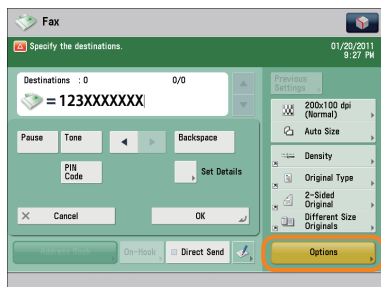 Fax
Specify the destinations.
01/20/2011
9:27 PM
Destinations : 0
0/0
= 123XXXXXXX
Previous
Settings
200x100 dpi
(Normal)
Auto Size
Pause
Tone
Backspace
PIN
Code
Set Details
Density
Original Type
2-Sided
Original
Different Size
Originals
Cancel
OK
Address Book
On-Hook
Direct Send
Options